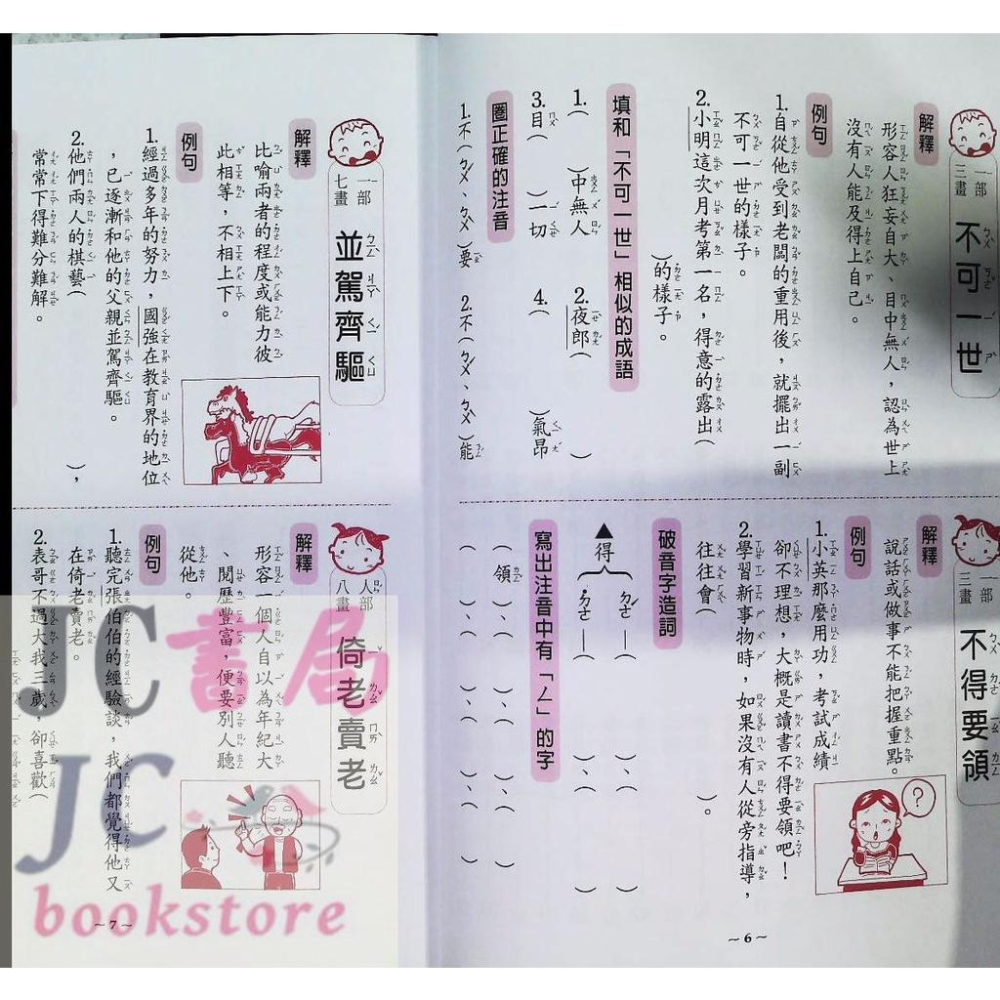 一部
三畫
不可一世
解釋
形容人狂妄自大、目中無人，認為世上
沒有人能及得上自己。
例句
1.自從他受到老闆的重用後，就擺出一副
不可一世的樣子。
2.小明這次月考第一名，得意的露出（
）的樣子。
填和「不可一世」相似的成語
1.（　）中無人
2.夜郎（　）
3.目（　）一切
4.（　）氣昂
圈正確的注音
1.不（ㄅㄨˊ、ㄅㄨˋ）要
2.不（ㄅㄨˊ、ㄅㄨˋ）能
一部
三畫
不得要領
解釋
說話或做事不能把握重點。
例句
1.小英那麼用功，考試成績
卻不理想，大概是讀書不得要領吧！
2.學習新事物時，如果沒有人從旁指導，
往往會（　）。
破音字造詞
▲得
ㄉㄜˊ—（　）、（　）
˙ㄉㄜ—（　）、（　）
寫出注音中有「ㄥ」的字
（　）、（　）、（　）
（領）、（　）、（　）
一部
七畫
並駕齊驅
解釋
比喻兩者的程度或能力彼
此相等，不相上下。
例句
1.經過多年的努力，國強在教育界的地位
，已逐漸和他的父親並駕齊驅。
2.他們兩人的棋藝（　），
常常下得難分難解。
人部
八畫
倚老賣老
解釋
形容一個人自以為年紀大
、閱歷豐富，便要別人聽
從他。
例句
1.聽完張伯伯的經驗談，我們都覺得他又
在倚老賣老。
2.表哥不過大我三歲，卻喜歡（
?
~6~
~7~
JC書局
JC
bookstore